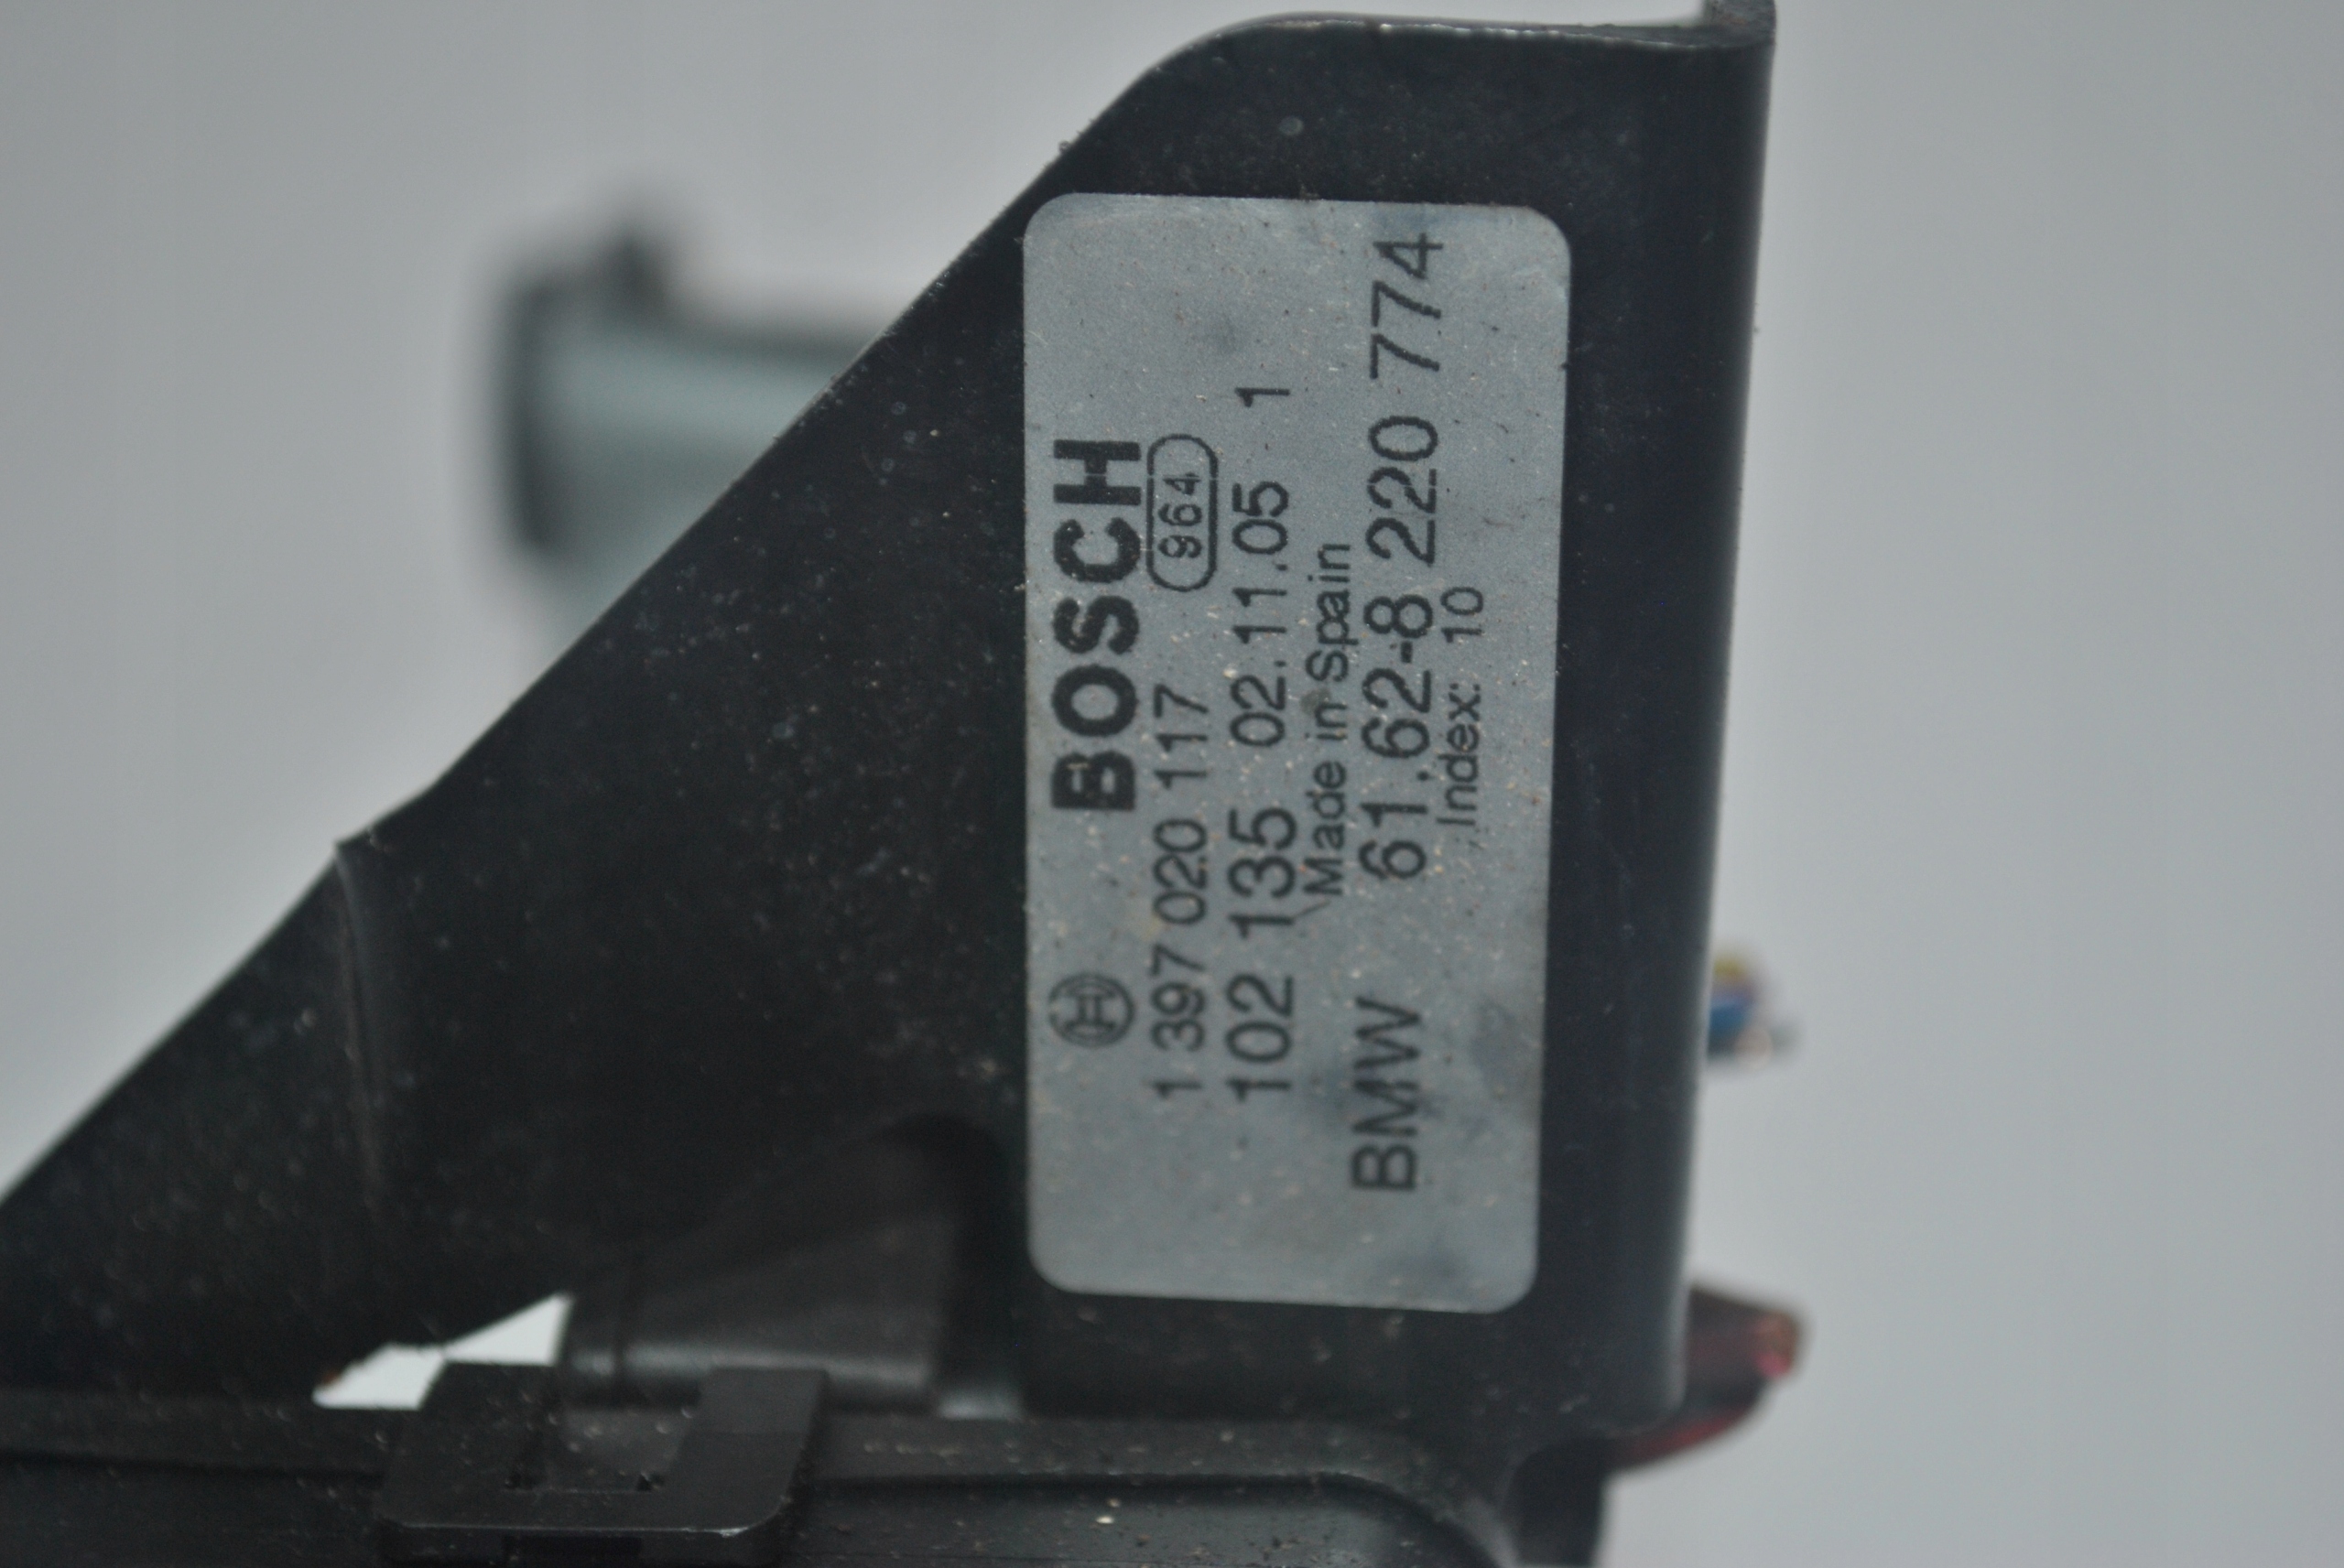 BOSCH
1 397 020 117 964
102 135 02.11.05 1
Made in Spain
BMW 61.62-8 220 774
Index: 10